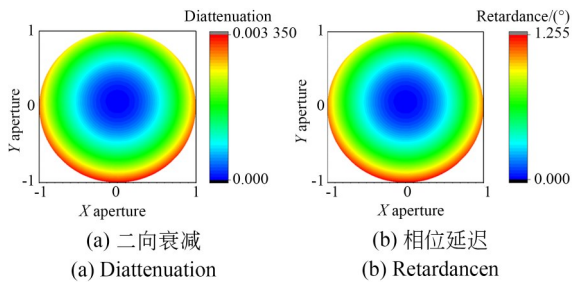 Diattenuation
0.003 350
0.000
1
0
-1
Y aperture
-1
0
1
X aperture
(a) 二向衰减
(a) Diattenuation
Retardance/(°)
1.255
0.000
1
0
-1
Y aperture
-1
0
1
X aperture
(b) 相位延迟
(b) Retardancen